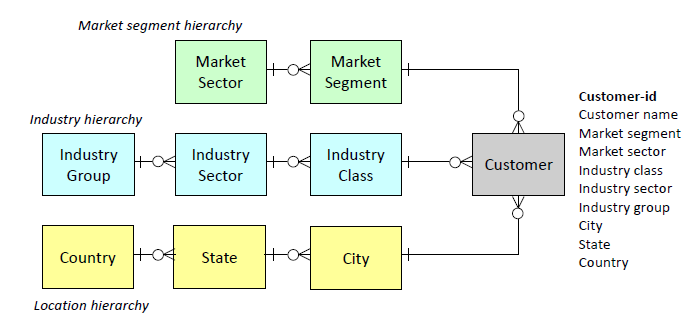 Market segment hierarchy
Market
Sector
Market
Segment
Industry hierarchy
Industry
Group
Industry
Sector
Industry
Class
Customer
Country
State
City
Location hierarchy
Customer-id
Customer name
Market segment
Market sector
Industry class
Industry sector
Industry group
City
State
Country